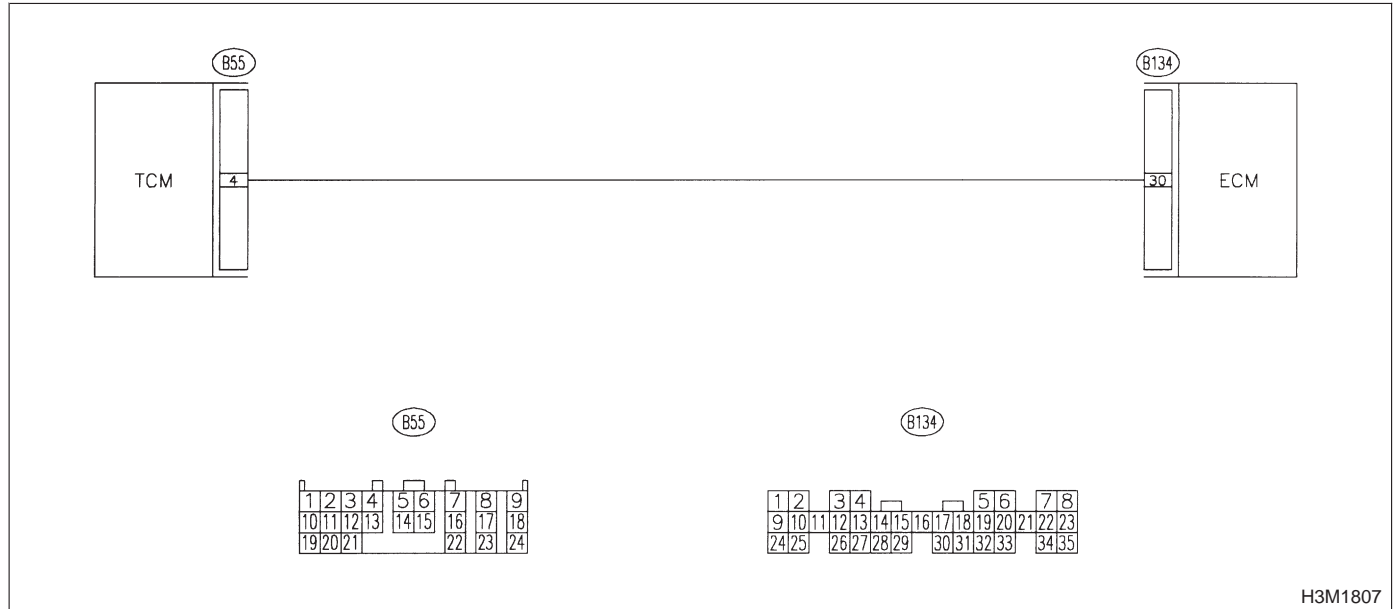 B55 B134
TCM 4 30 ECM
B55 B134
1 2 3 4 5 6 7 8 9
10 11 12 13 14 15 16 17 18
19 20 21 22 23 24
1 2 3 4 5 6 7 8
9 10 11 12 13 14 15 16 17 18 19 20 21 22 23
24 25 26 27 28 29 30 31 32 33 34 35
H3M1807